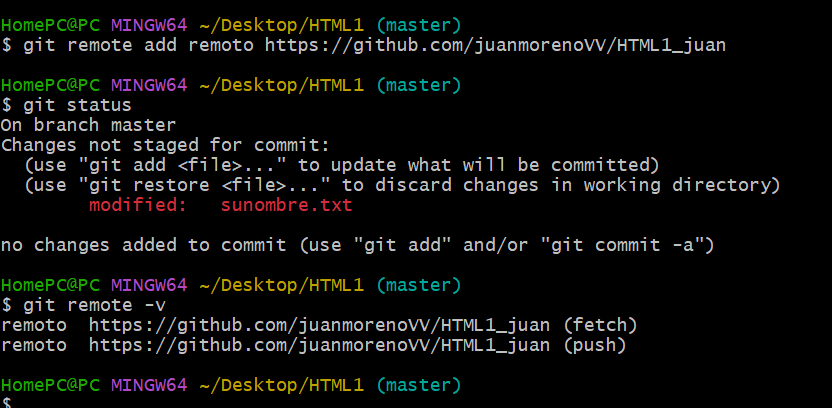 HomePC@PC MINGW64 ~/Desktop/HTML1 (master)
$ git remote add remoto https://github.com/juanmorenoVV/HTML1_juan
HomePC@PC MINGW64 ~/Desktop/HTML1 (master)
$ git status
On branch master
Changes not staged for commit:
  (use "git add <file>..." to update what will be committed)
  (use "git restore <file>..." to discard changes in working directory)
        modified:   sunombre.txt
no changes added to commit (use "git add" and/or "git commit -a")
HomePC@PC MINGW64 ~/Desktop/HTML1 (master)
$ git remote -v
remoto  https://github.com/juanmorenoVV/HTML1_juan (fetch)
remoto  https://github.com/juanmorenoVV/HTML1_juan (push)
HomePC@PC MINGW64 ~/Desktop/HTML1 (master)
$